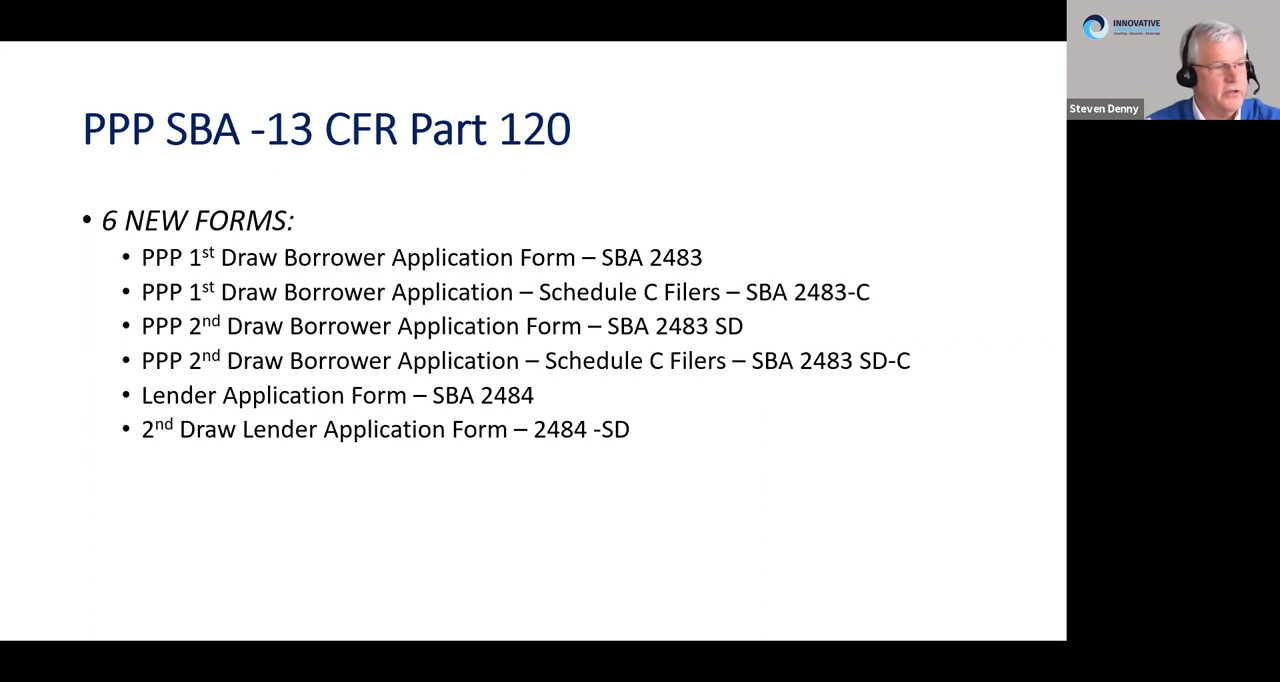 PPP SBA -13 CFR Part 120
• 6 NEW FORMS:
• PPP 1st Draw Borrower Application Form – SBA 2483
• PPP 1st Draw Borrower Application – Schedule C Filers – SBA 2483-C
• PPP 2nd Draw Borrower Application Form – SBA 2483 SD
• PPP 2nd Draw Borrower Application – Schedule C Filers – SBA 2483 SD-C
• Lender Application Form – SBA 2484
• 2nd Draw Lender Application Form – 2484 -SD
INNOVATIVE
Steven Denny